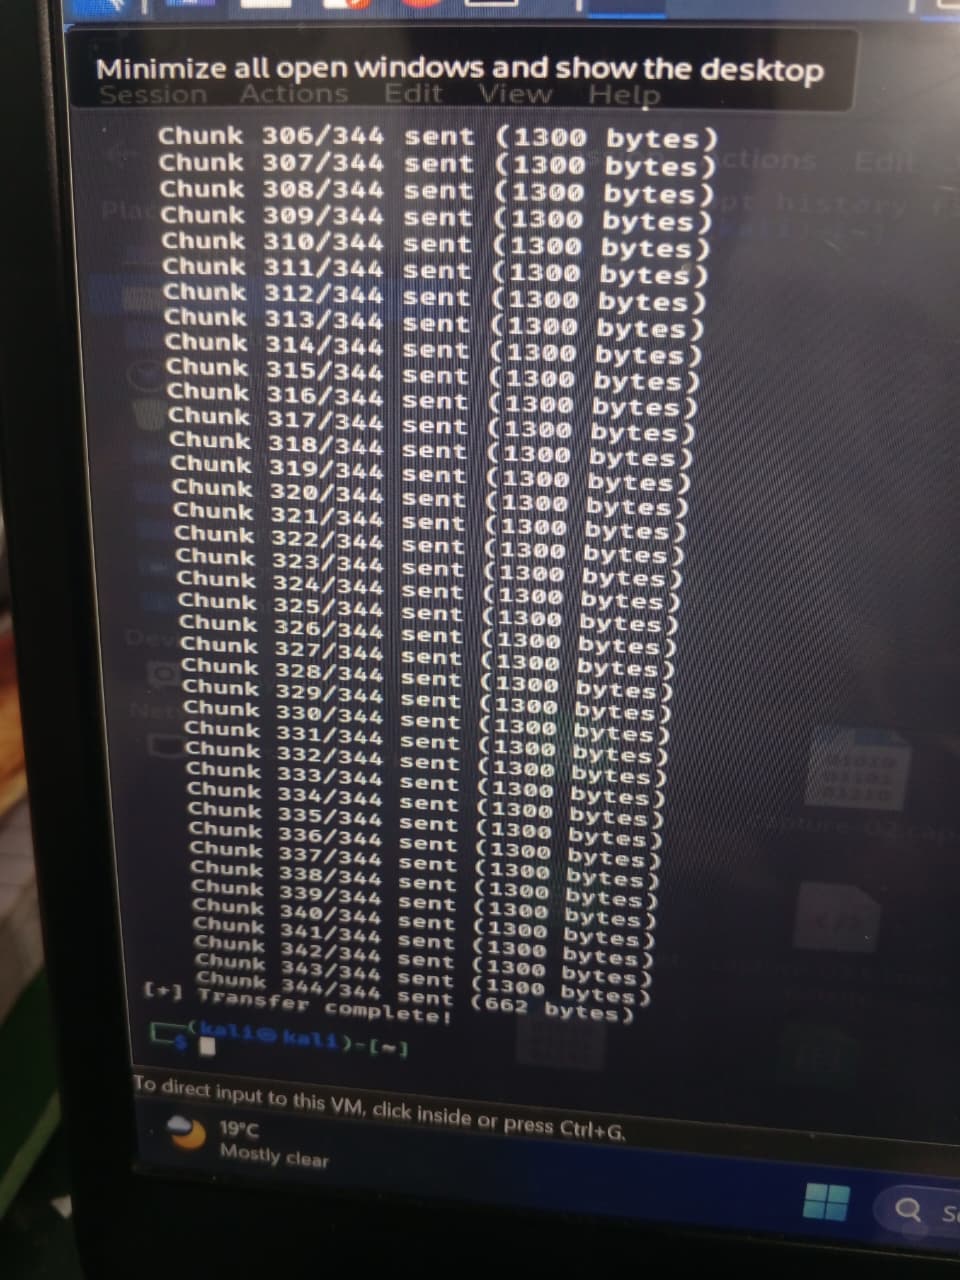 Minimize all open windows and show the desktop
Session Actions Edit View Help
Chunk 306/344 sent (1300 bytes)
Chunk 307/344 sent (1300 bytes)
Chunk 308/344 sent (1300 bytes)
Chunk 309/344 sent (1300 bytes)
Chunk 310/344 sent (1300 bytes)
Chunk 311/344 sent (1300 bytes)
Chunk 312/344 sent (1300 bytes)
Chunk 313/344 sent (1300 bytes)
Chunk 314/344 sent (1300 bytes)
Chunk 315/344 sent (1300 bytes)
Chunk 316/344 sent (1300 bytes)
Chunk 317/344 sent (1300 bytes)
Chunk 318/344 sent (1300 bytes)
Chunk 319/344 sent (1300 bytes)
Chunk 320/344 sent (1300 bytes)
Chunk 321/344 sent (1300 bytes)
Chunk 322/344 sent (1300 bytes)
Chunk 323/344 sent (1300 bytes)
Chunk 324/344 sent (1300 bytes)
Chunk 325/344 sent (1300 bytes)
Chunk 326/344 sent (1300 bytes)
Chunk 327/344 sent (1300 bytes)
Chunk 328/344 sent (1300 bytes)
Chunk 329/344 sent (1300 bytes)
Chunk 330/344 sent (1300 bytes)
Chunk 331/344 sent (1300 bytes)
Chunk 332/344 sent (1300 bytes)
Chunk 333/344 sent (1300 bytes)
Chunk 334/344 sent (1300 bytes)
Chunk 335/344 sent (1300 bytes)
Chunk 336/344 sent (1300 bytes)
Chunk 337/344 sent (1300 bytes)
Chunk 338/344 sent (1300 bytes)
Chunk 339/344 sent (1300 bytes)
Chunk 340/344 sent (1300 bytes)
Chunk 341/344 sent (1300 bytes)
Chunk 342/344 sent (1300 bytes)
Chunk 343/344 sent (1300 bytes)
Chunk 344/344 sent (662 bytes)
[+] Transfer complete!
(kali㉿kali)-[~]
$
To direct input to this VM, click inside or press Ctrl+G.
19°C
Mostly clear